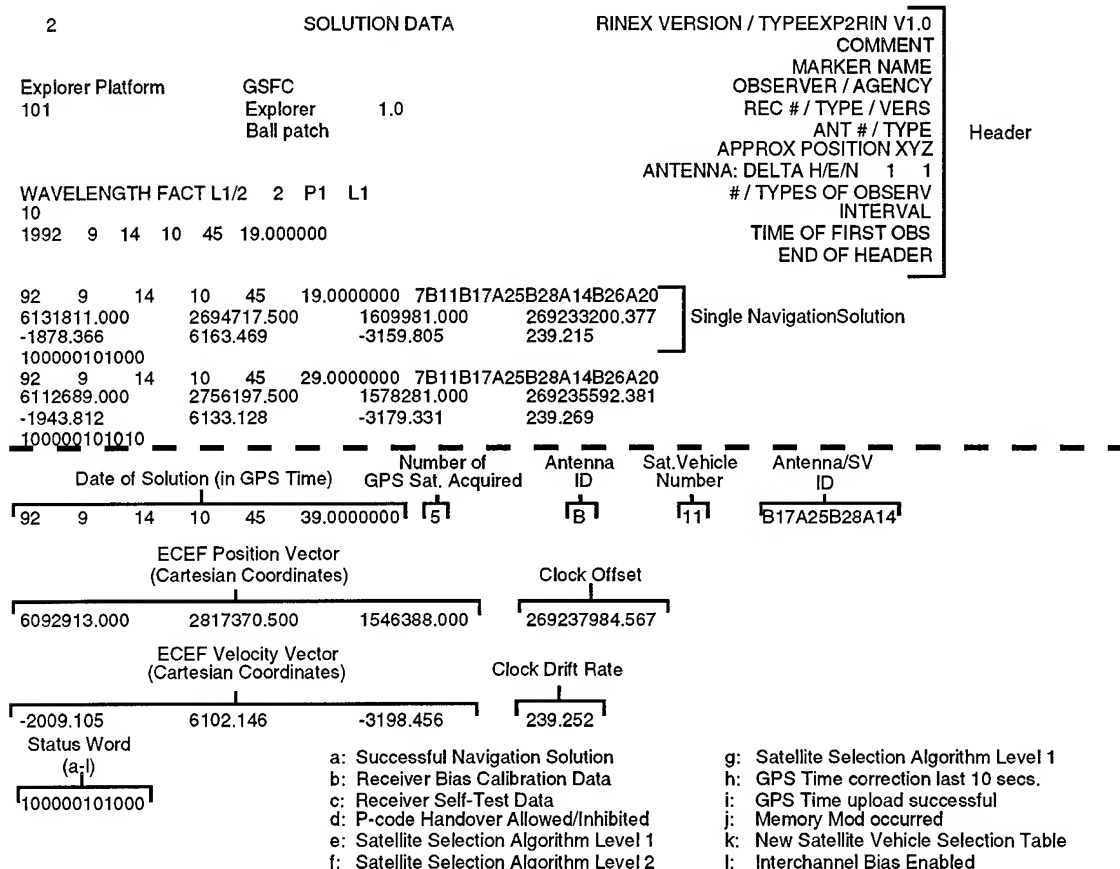 2 SOLUTION DATA RINEX VERSION / TYPEEXP2RIN V1.0
COMMENT
MARKER NAME
Explorer Platform GSFC OBSERVER / AGENCY
101 Explorer 1.0 REC # / TYPE / VERS
Ball patch ANT # / TYPE
Header
APPROX POSITION XYZ
ANTENNA: DELTA H/E/N 1 1
WAVELENGTH FACT L1/2 2 P1 L1 # / TYPES OF OBSERV
10 INTERVAL
1992 9 14 10 45 19.000000 TIME OF FIRST OBS
END OF HEADER
92 9 14 10 45 19.0000000 7B11B17A25B28A14B26A20
6131811.000 2694717.500 1609981.000 269233200.377
Single NavigationSolution
-1878.366 6163.469 -3159.805 239.215
100000101000
92 9 14 10 45 29.0000000 7B11B17A25B28A14B26A20
6112689.000 2756197.500 1578281.000 269235592.381
-1943.812 6133.128 -3179.331 239.269
100000101010
Date of Solution (in GPS Time)
Number of
GPS Sat. Acquired
Antenna
ID
Sat.Vehicle
Number
Antenna/SV
ID
92 9 14 10 45 39.0000000 5 B 11 B17A25B28A14
ECEF Position Vector
(Cartesian Coordinates)
Clock Offset
6092913.000 2817370.500 1546388.000 269237984.567
ECEF Velocity Vector
(Cartesian Coordinates)
Clock Drift Rate
-2009.105 6102.146 -3198.456 239.252
Status Word
(a-l)
100000101000
a: Successful Navigation Solution
b: Receiver Bias Calibration Data
c: Receiver Self-Test Data
d: P-code Handover Allowed/Inhibited
e: Satellite Selection Algorithm Level 1
f: Satellite Selection Algorithm Level 2
g: Satellite Selection Algorithm Level 1
h: GPS Time correction last 10 secs.
i: GPS Time upload successful
j: Memory Mod occurred
k: New Satellite Vehicle Selection Table
l: Interchannel Bias Enabled